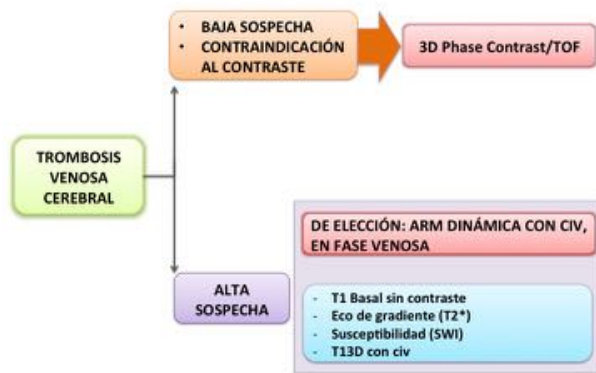 • BAJA SOSPECHA
• CONTRAINDICACIÓN
AL CONTRASTE
3D Phase Contrast/TOF
TROMBOSIS
VENOSA
CEREBRAL
DE ELECCIÓN: ARM DINÁMICA CON CIV,
EN FASE VENOSA
ALTA
SOSPECHA
- T1 Basal sin contraste
- Eco de gradiente (T2*)
- Susceptibilidad (SWI)
- T13D con civ